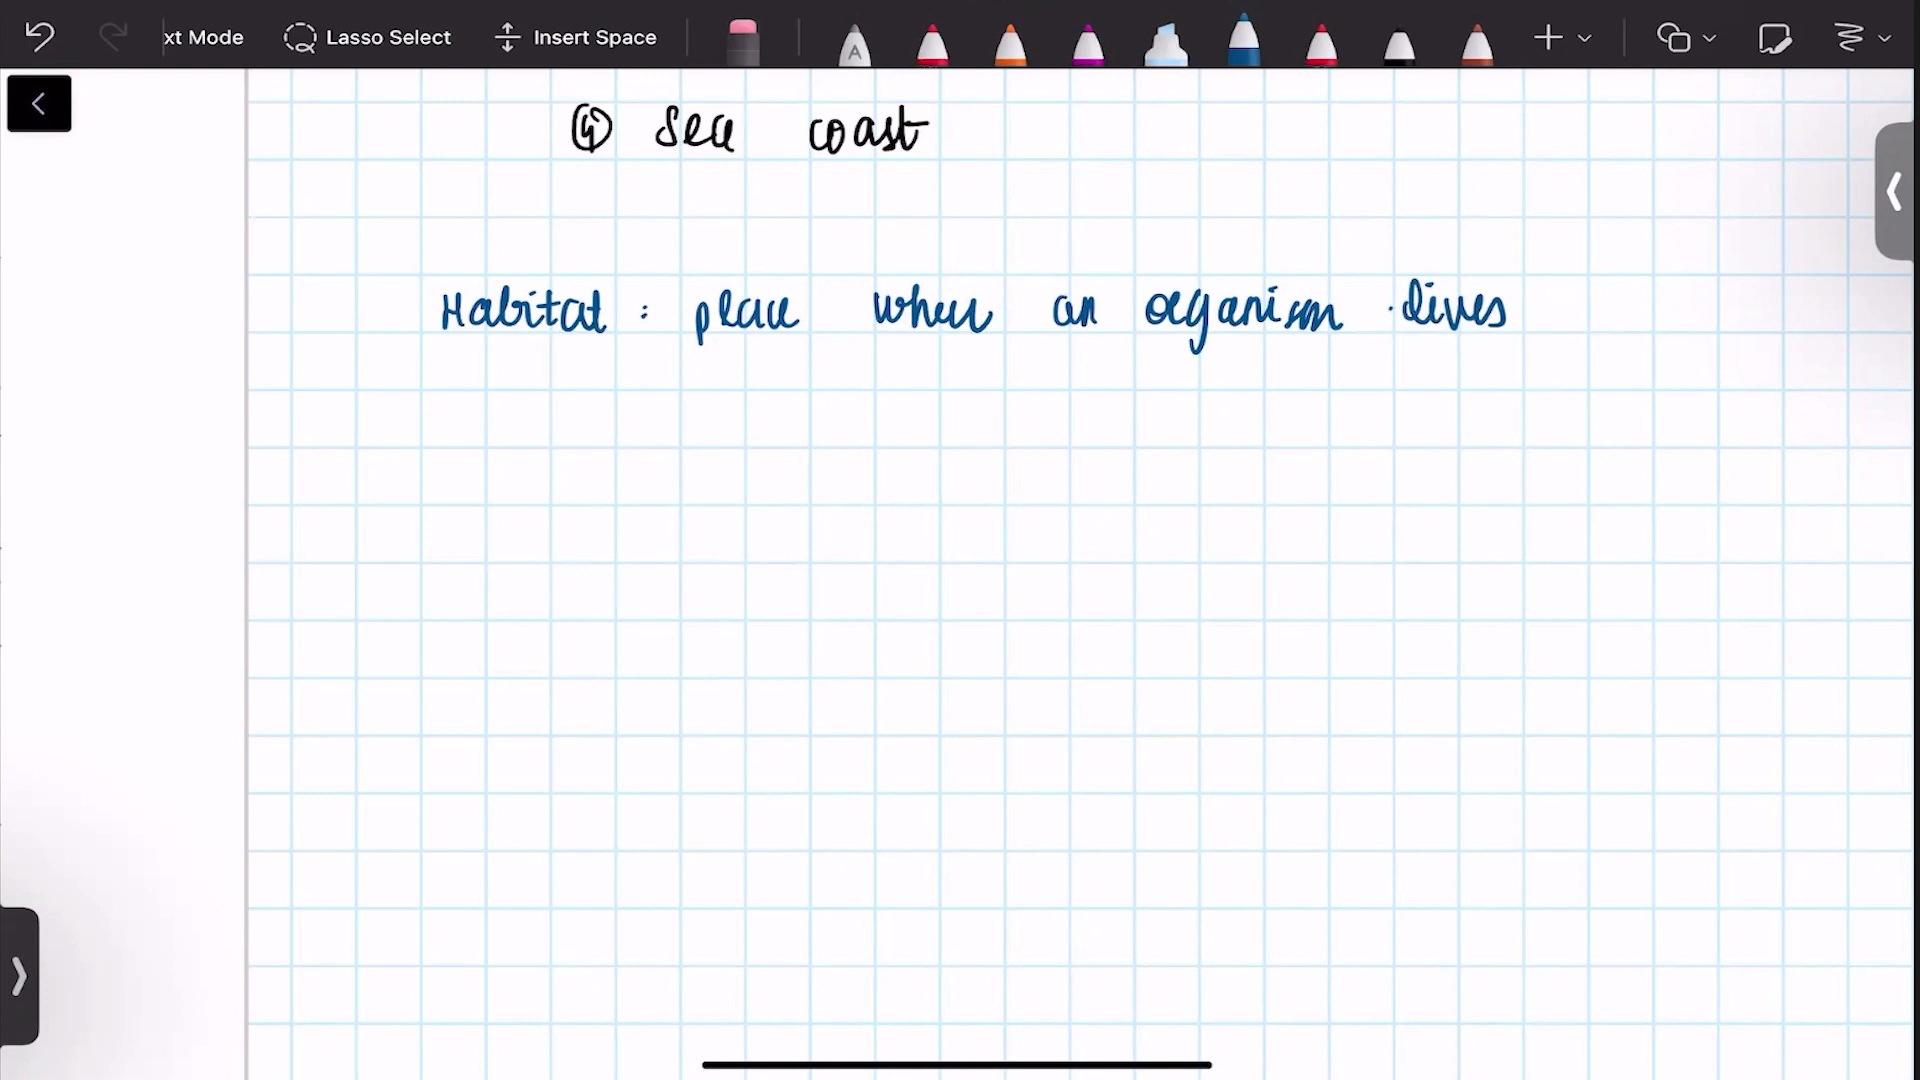 xt Mode Lasso Select Insert Space
④ Sea coast
Habitat : place where an organism lives